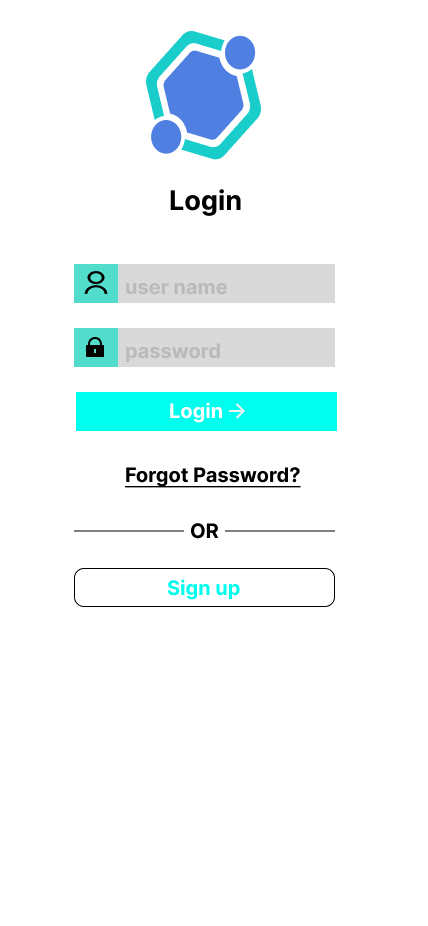 Login
user name
password
Login →
Forgot Password?
OR
Sign up